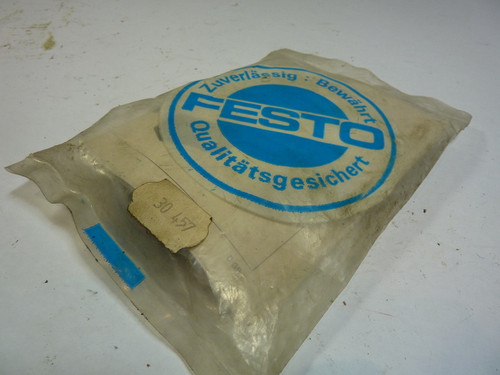 Zuverlässig : Bewährt
FESTO
Qualitätsgesichert
30 457